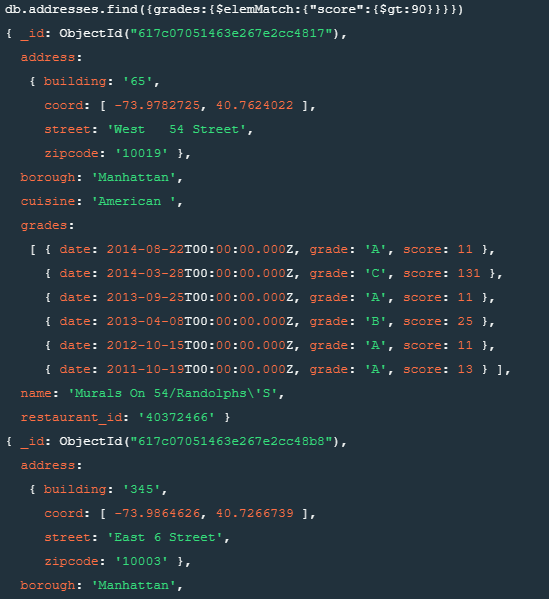 db.addresses.find({grades:{$elemMatch:{"score":{$gt:90}}}})
{ _id: ObjectId("617c07051463e267e2cc4817"),
  address:
   { building: '65',
     coord: [ -73.9782725, 40.7624022 ],
     street: 'West   54 Street',
     zipcode: '10019' },
  borough: 'Manhattan',
  cuisine: 'American ',
  grades:
   [ { date: 2014-08-22T00:00:00.000Z, grade: 'A', score: 11 },
     { date: 2014-03-28T00:00:00.000Z, grade: 'C', score: 131 },
     { date: 2013-09-25T00:00:00.000Z, grade: 'A', score: 11 },
     { date: 2013-04-08T00:00:00.000Z, grade: 'B', score: 25 },
     { date: 2012-10-15T00:00:00.000Z, grade: 'A', score: 11 },
     { date: 2011-10-19T00:00:00.000Z, grade: 'A', score: 13 } ],
  name: 'Murals On 54/Randolphs\'S',
  restaurant_id: '40372466' }
{ _id: ObjectId("617c07051463e267e2cc48b8"),
  address:
   { building: '345',
     coord: [ -73.9864626, 40.7266739 ],
     street: 'East 6 Street',
     zipcode: '10003' },
  borough: 'Manhattan',